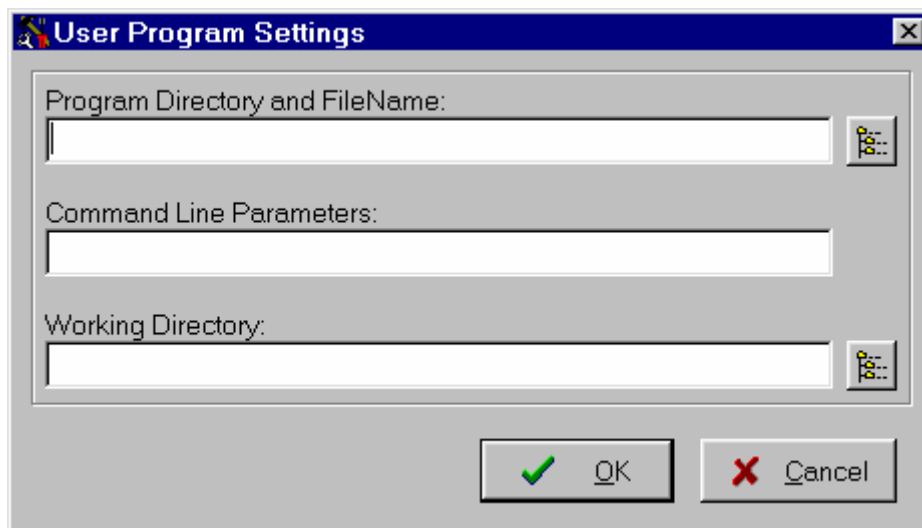 User Program Settings
Program Directory and FileName:
Command Line Parameters:
Working Directory:
OK
Cancel